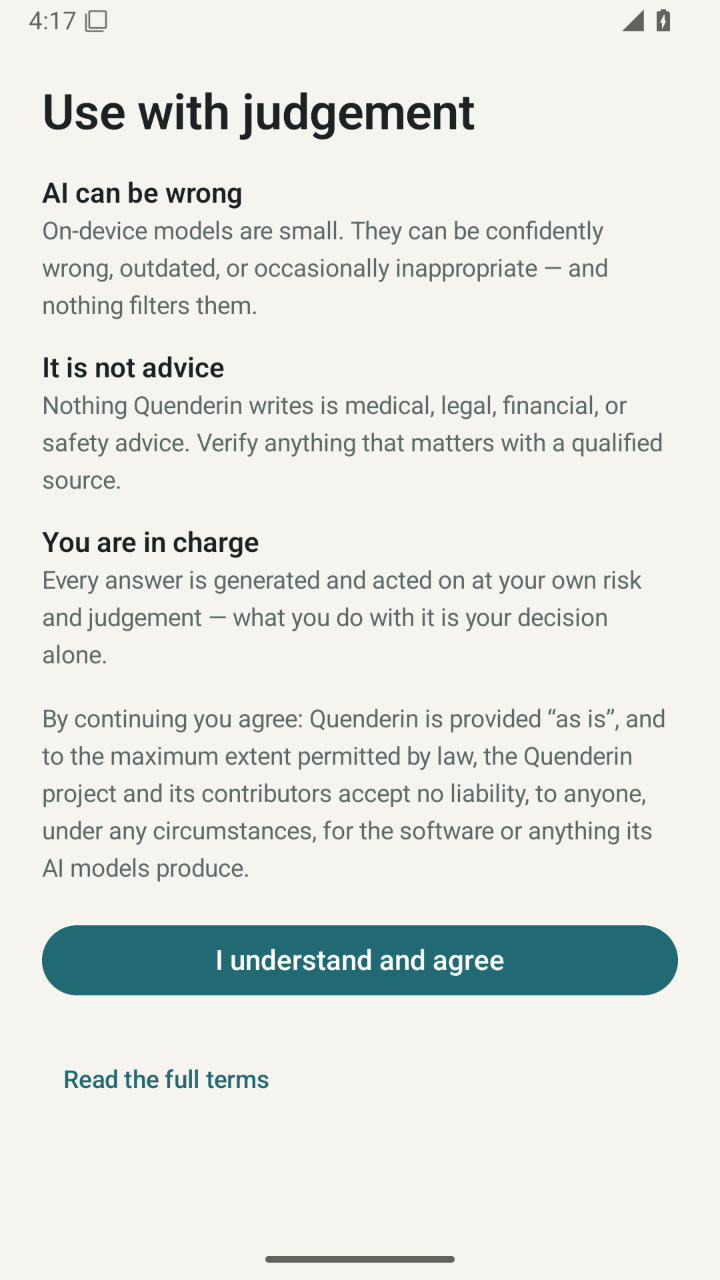 4:17
Use with judgement
AI can be wrong
On-device models are small. They can be confidently
wrong, outdated, or occasionally inappropriate — and
nothing filters them.
It is not advice
Nothing Quenderin writes is medical, legal, financial, or
safety advice. Verify anything that matters with a qualified
source.
You are in charge
Every answer is generated and acted on at your own risk
and judgement — what you do with it is your decision
alone.
By continuing you agree: Quenderin is provided “as is”, and
to the maximum extent permitted by law, the Quenderin
project and its contributors accept no liability, to anyone,
under any circumstances, for the software or anything its
AI models produce.
I understand and agree
Read the full terms